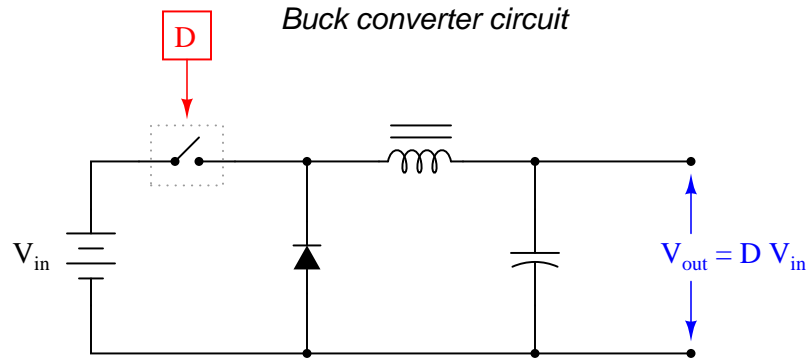 Buck converter circuit
D
V_in
V_out = D V_in